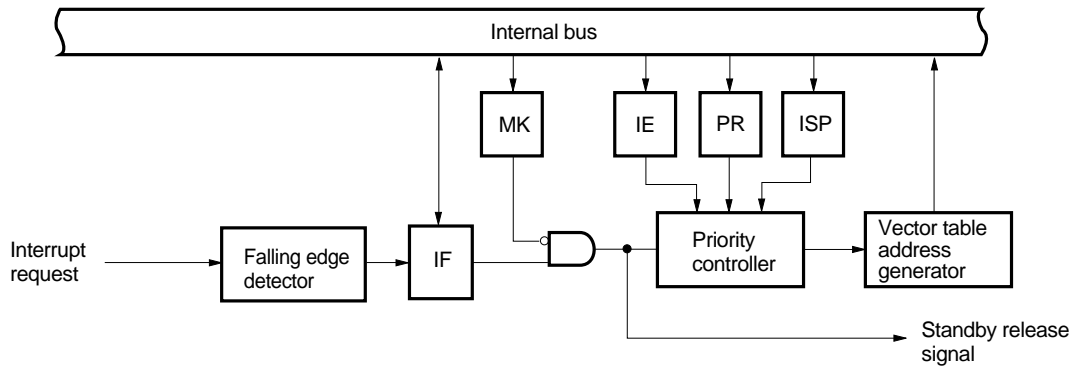 Internal bus
MK
IE
PR
ISP
Interrupt
request
Falling edge
detector
IF
Priority
controller
Vector table
address
generator
Standby release
signal